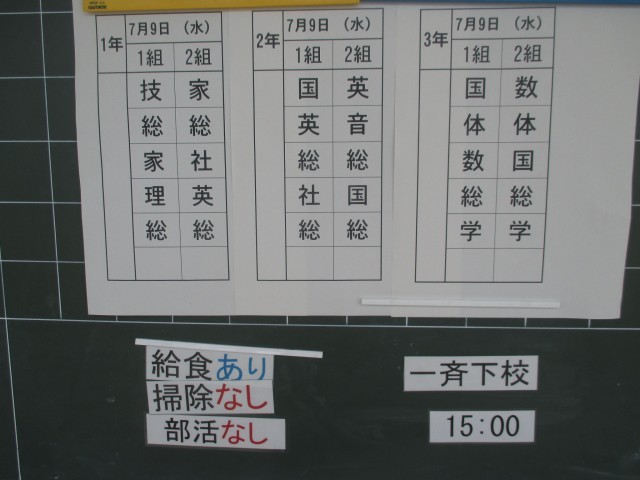 1年 7月9日 （水）
1組 2組
技 家
総 総
家 社
理 英
総 総
2年 7月9日 （水）
1組 2組
国 英
英 音
総 総
社 国
総 総
3年 7月9日 （水）
1組 2組
国 数
体 体
数 国
総 総
学 学
給食あり
掃除なし
部活なし
一斉下校
15:00